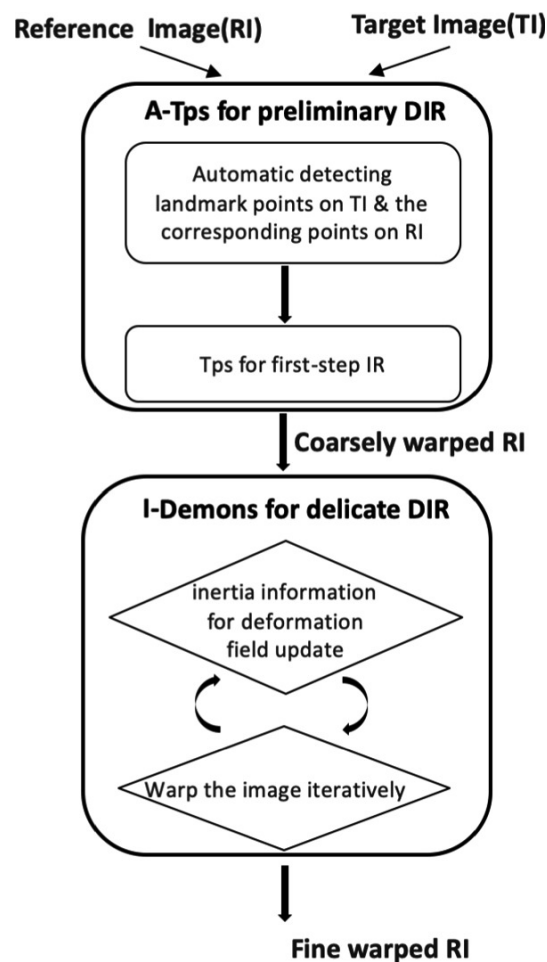 Reference Image(RI)
Target Image(TI)
A-Tps for preliminary DIR
Automatic detecting
landmark points on TI & the
corresponding points on RI
Tps for first-step IR
Coarsely warped RI
I-Demons for delicate DIR
inertia information
for deformation
field update
Warp the image iteratively
Fine warped RI